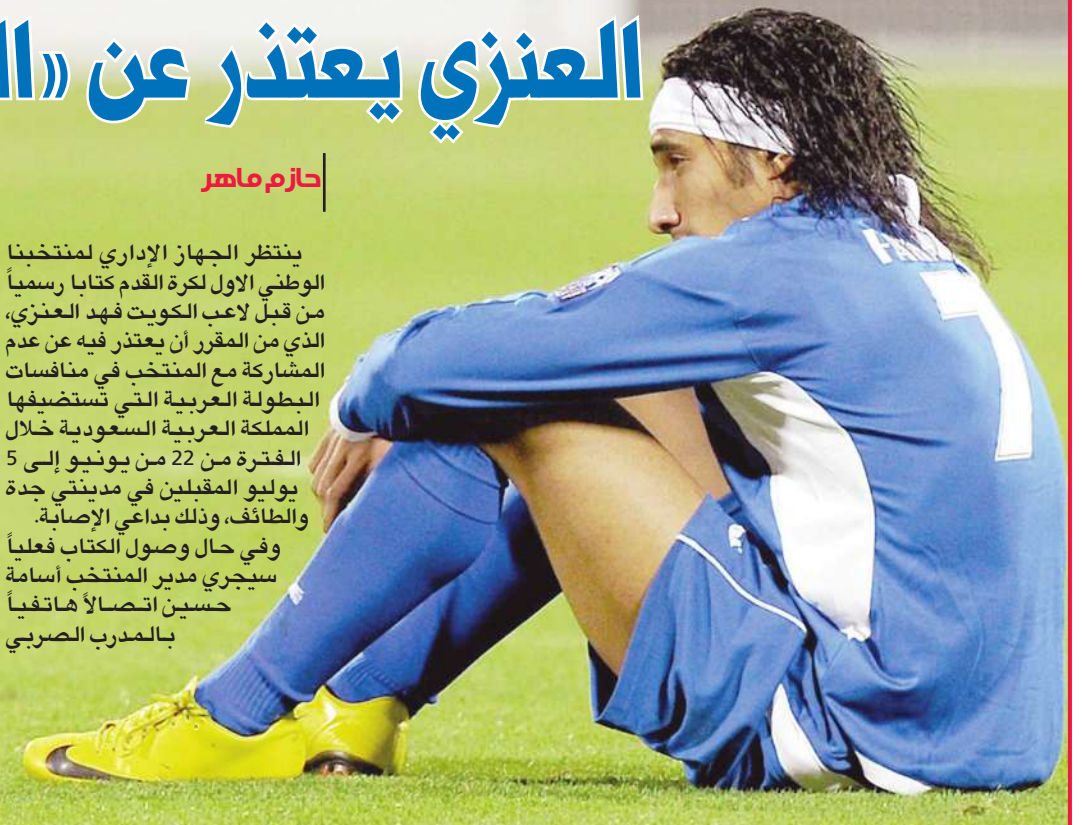 العنزي يعتذر عن «ال
حازم ماهر
ينتظر الجهاز الإداري لمنتخبنا
الوطني الاول لكرة القدم كتابا رسمياً
من قبل لاعب الكويت فهد العنزي،
الذي من المقرر أن يعتذر فيه عن عدم
المشاركة مع المنتخب في منافسات
البطولة العربية التي تستضيفها
المملكة العربية السعودية خلال
الفترة من 22 من يونيو إلى 5
يوليو المقبلين في مدينتي جدة
والطائف، وذلك بداعي الإصابة.
وفي حال وصول الكتاب فعلياً
سيجري مدير المنتخب أسامة
حسين اتصالاً هاتفياً
بالمدرب الصربي
7